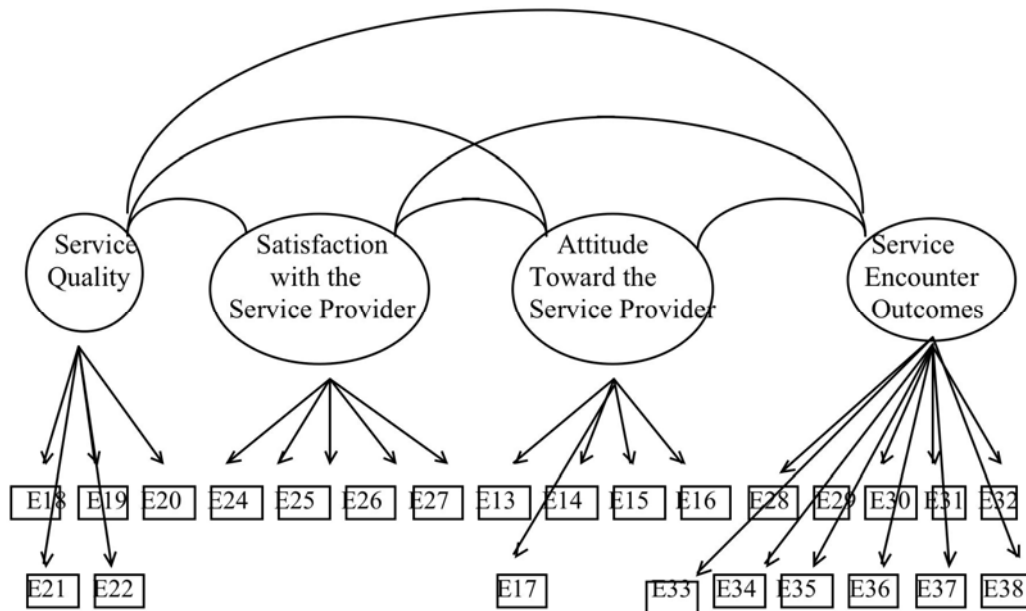 Service
Quality
Satisfaction
with the
Service Provider
Attitude
Toward the
Service Provider
Service
Encounter
Outcomes
E18 E19 E20 E24 E25 E26 E27 E13 E14 E15 E16 E28 E29 E30 E31 E32
E21 E22 E17 E33 E34 E35 E36 E37 E38